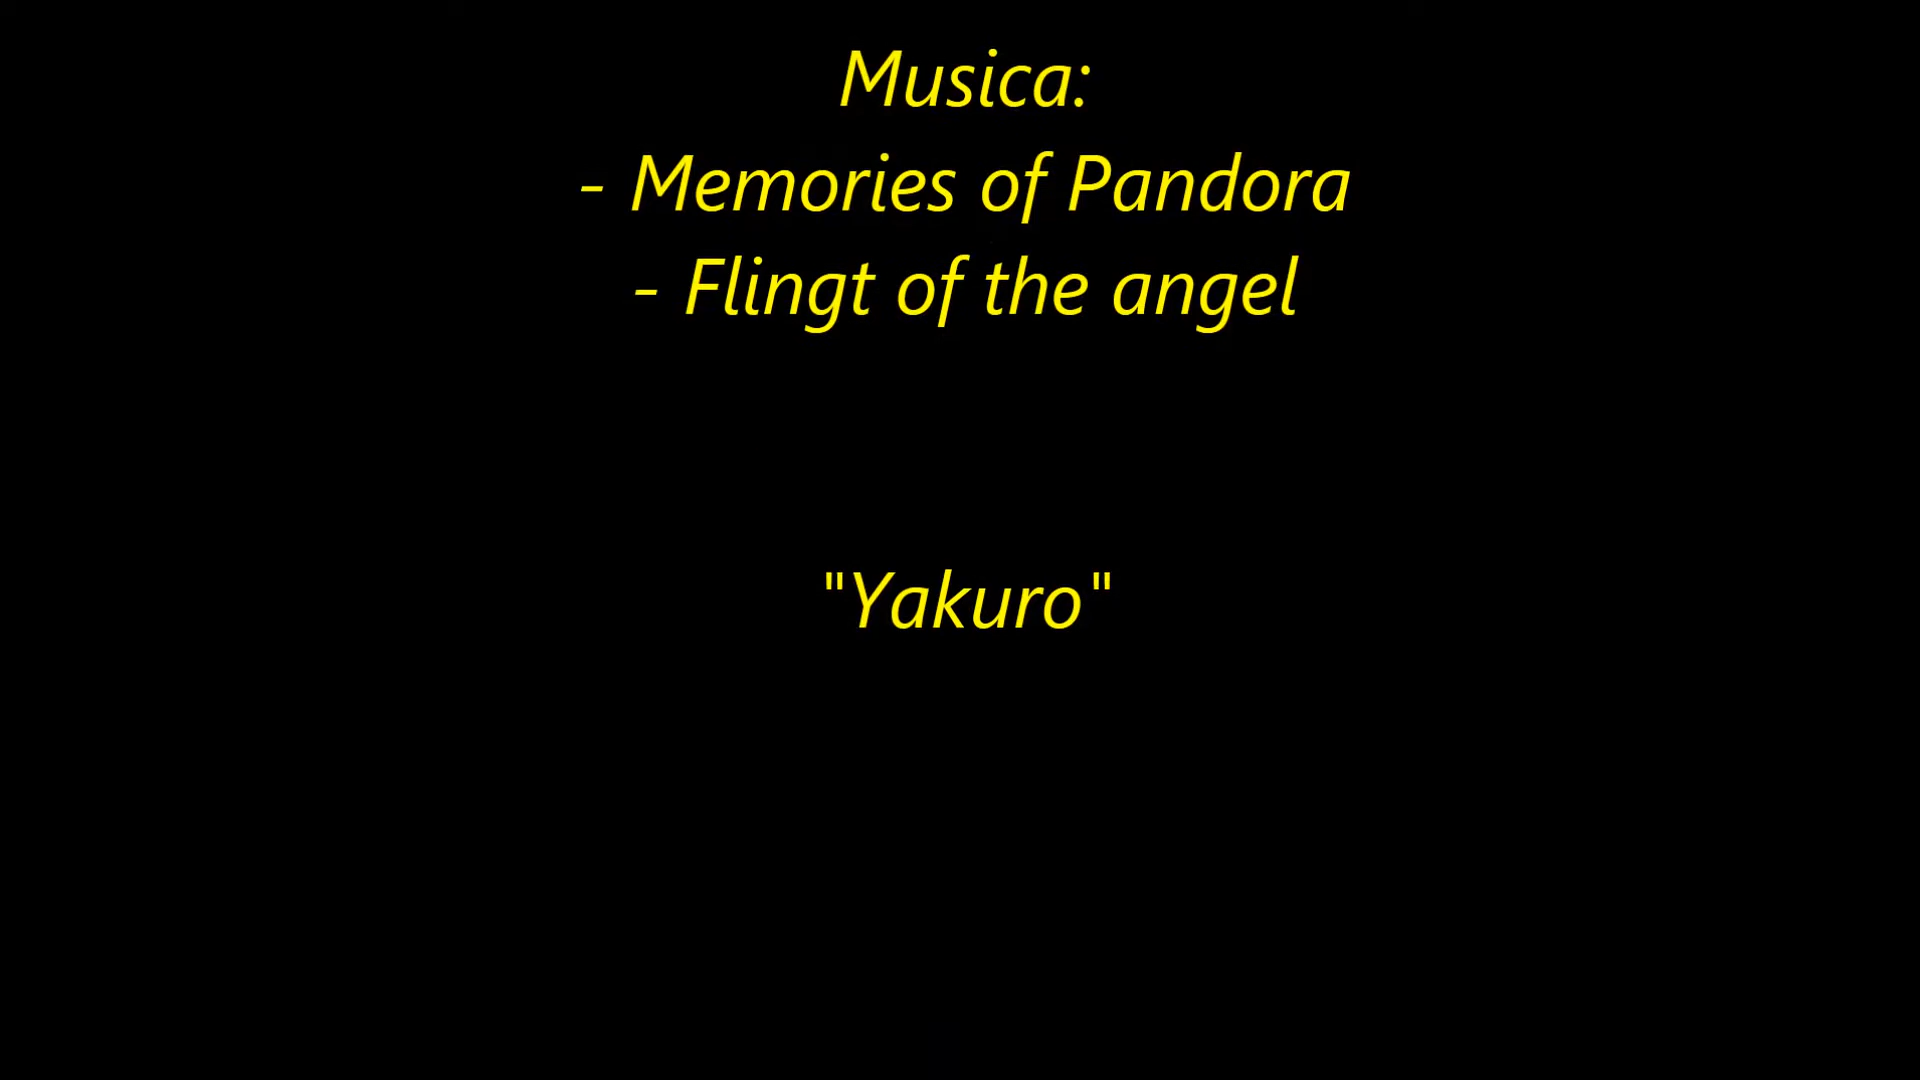 Musica:
- Memories of Pandora
- Flingt of the angel
"Yakuro"